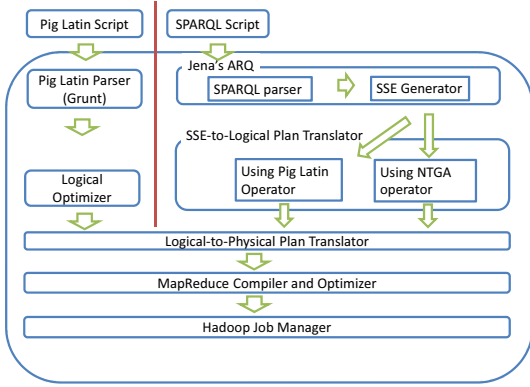 Pig Latin Script
SPARQL Script
Jena's ARQ
Pig Latin Parser
(Grunt)
SPARQL parser
SSE Generator
SSE-to-Logical Plan Translator
Logical
Optimizer
Using Pig Latin
Operator
Using NTGA
operator
Logical-to-Physical Plan Translator
MapReduce Compiler and Optimizer
Hadoop Job Manager